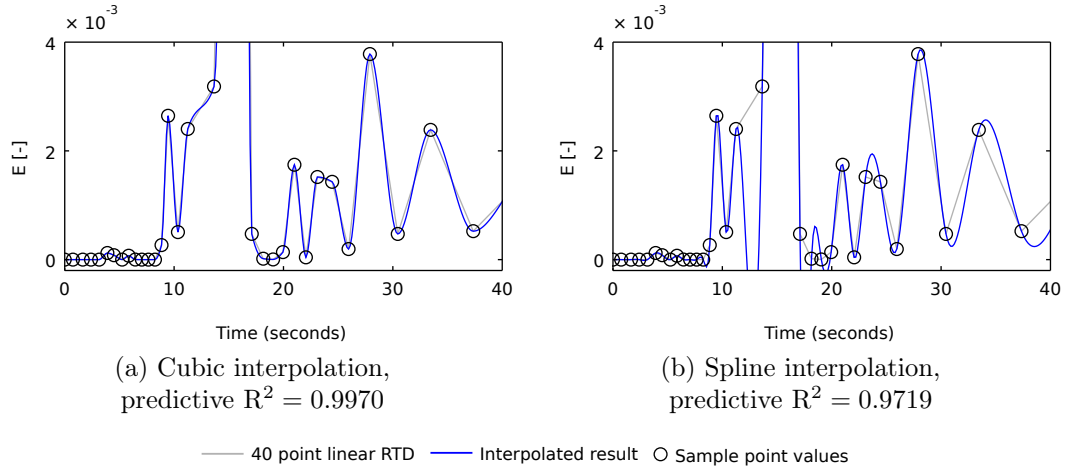 × 10⁻³
4
2
0
E [-]
0 10 20 30 40
Time (seconds)
(a) Cubic interpolation,
predictive R² = 0.9970
× 10⁻³
4
2
0
E [-]
0 10 20 30 40
Time (seconds)
(b) Spline interpolation,
predictive R² = 0.9719
40 point linear RTD Interpolated result Sample point values